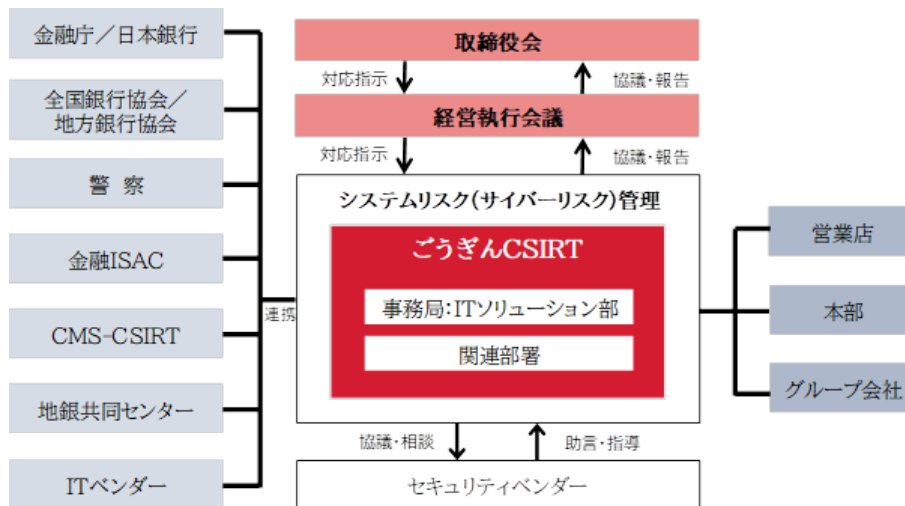 金融庁／日本銀行
全国銀行協会／
地方銀行協会
警 察
金融ISAC
CMS-CSIRT
地銀共同センター
ITベンダー
連携
取締役会
対応指示
協議・報告
経営執行会議
対応指示
協議・報告
システムリスク(サイバーリスク)管理
ごうぎんCSIRT
事務局:ITソリューション部
関連部署
協議・相談
助言・指導
セキュリティベンダー
営業店
本部
グループ会社